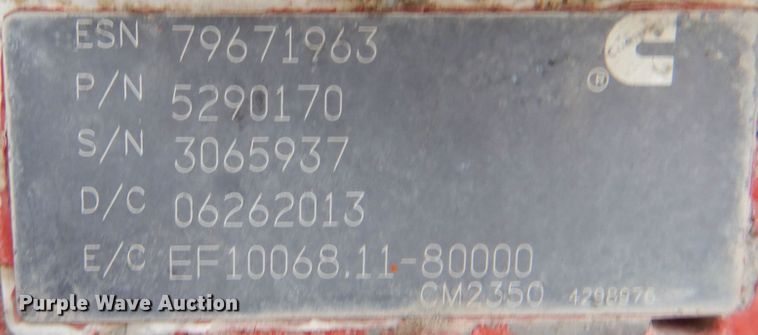 ESN 79671963
P/N 5290170
®
S/N 3065937
D/C 06262013
E/C EF10068.11-80000
CM2350 4298976
Purple Wave Auction